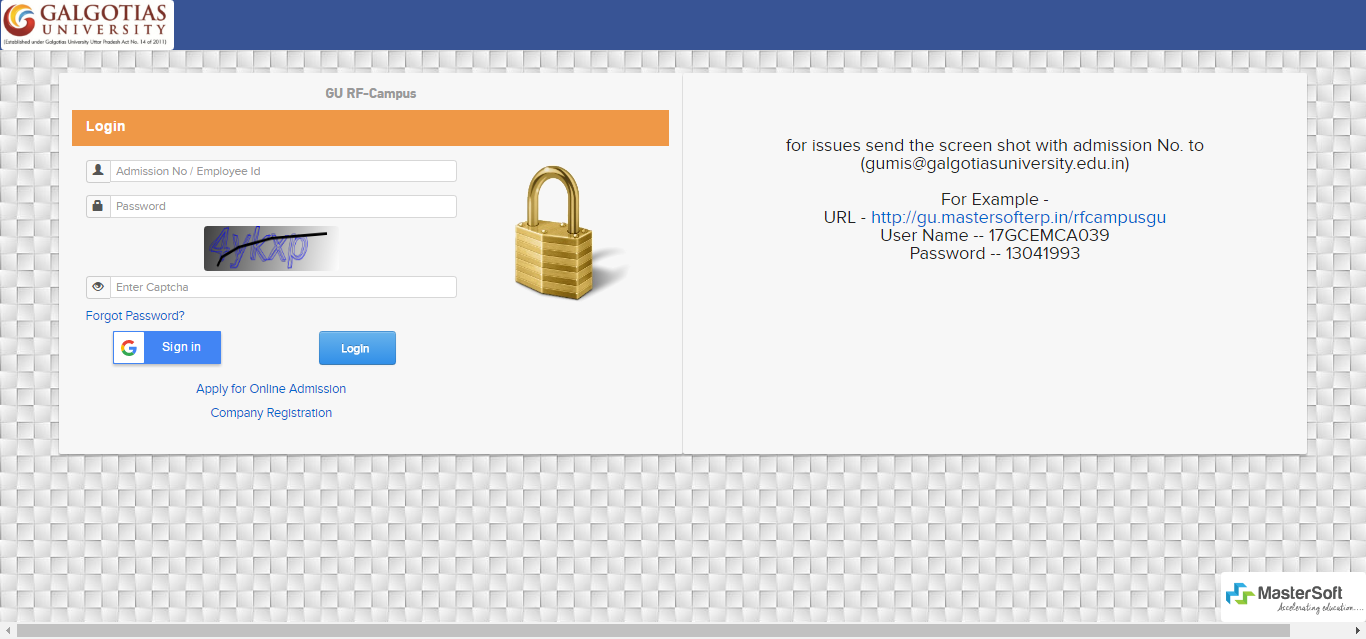 GALGOTIAS
UNIVERSITY
(Established under Galgotias University Uttar Pradesh Act No. 14 of 2011)
GU RF-Campus
Login
Admission No / Employee Id
Password
4ykxp
Enter Captcha
Forgot Password?
Sign in
Login
Apply for Online Admission
Company Registration
for issues send the screen shot with admission No. to
(gumis@galgotiasuniversity.edu.in)
For Example -
URL - http://gu.mastersofterp.in/rfcampusgu
User Name -- 17GCEMCA039
Password -- 13041993
MasterSoft
Accelerating education....